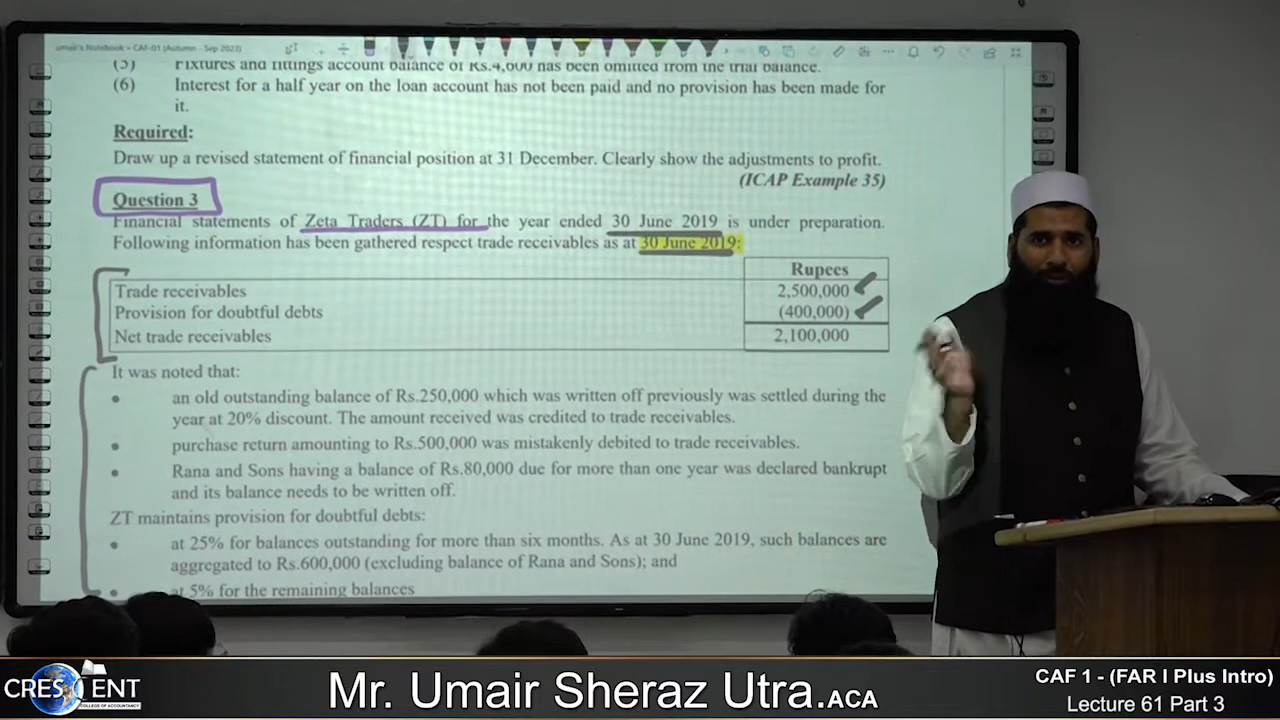 umair's Notebook » CAF-01 (Autumn - Sep 2022)
(5) Fixtures and fittings account balance of Rs.4,600 has been omitted from the trial balance.
(6) Interest for a half year on the loan account has not been paid and no provision has been made for
it.
Required:
Draw up a revised statement of financial position at 31 December. Clearly show the adjustments to profit.
(ICAP Example 35)
Question 3
Financial statements of Zeta Traders (ZT) for the year ended 30 June 2019 is under preparation.
Following information has been gathered respect trade receivables as at 30 June 2019:
Rupees
Trade receivables 2,500,000
Provision for doubtful debts (400,000)
Net trade receivables 2,100,000
It was noted that:
• an old outstanding balance of Rs.250,000 which was written off previously was settled during the
year at 20% discount. The amount received was credited to trade receivables.
• purchase return amounting to Rs.500,000 was mistakenly debited to trade receivables.
• Rana and Sons having a balance of Rs.80,000 due for more than one year was declared bankrupt
and its balance needs to be written off.
ZT maintains provision for doubtful debts:
• at 25% for balances outstanding for more than six months. As at 30 June 2019, such balances are
aggregated to Rs.600,000 (excluding balance of Rana and Sons); and
• at 5% for the remaining balances
CRESCENT
COLLEGE OF ACCOUNTANCY
Mr. Umair Sheraz Utra.ACA
CAF 1 - (FAR I Plus Intro)
Lecture 61 Part 3